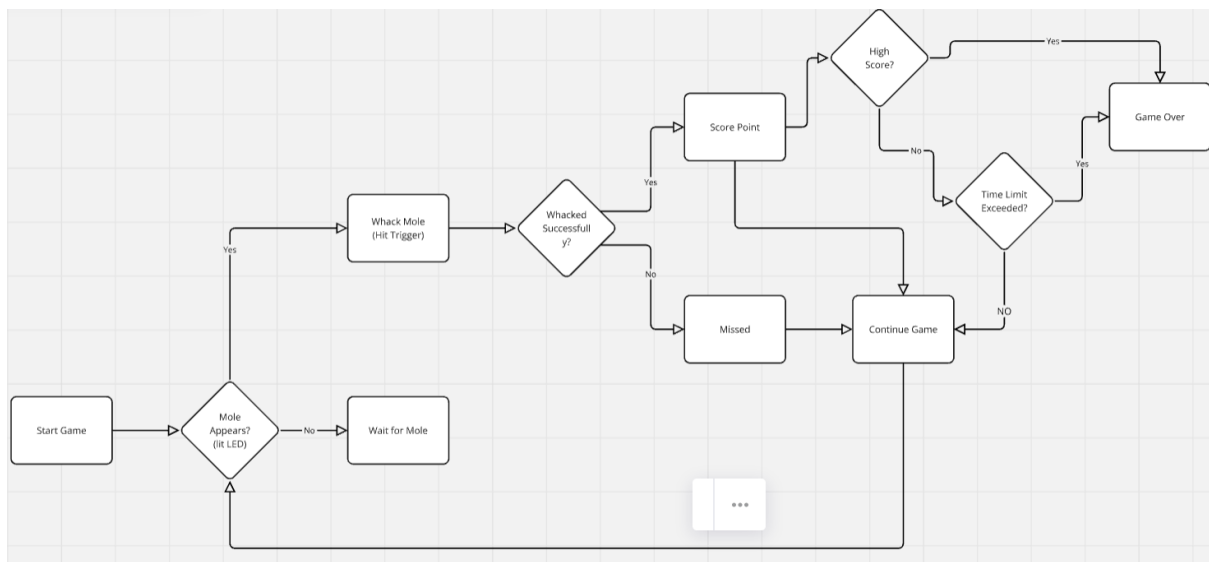 High
Score?
Yes
Game Over
Score Point
No
Yes
Time Limit
Exceeded?
Yes
Whack Mole
(Hit Trigger)
Whacked
Successfull
y?
Yes
No
NO
Missed
Continue Game
Start Game
Mole
Appears?
(lit LED)
No
Wait for Mole